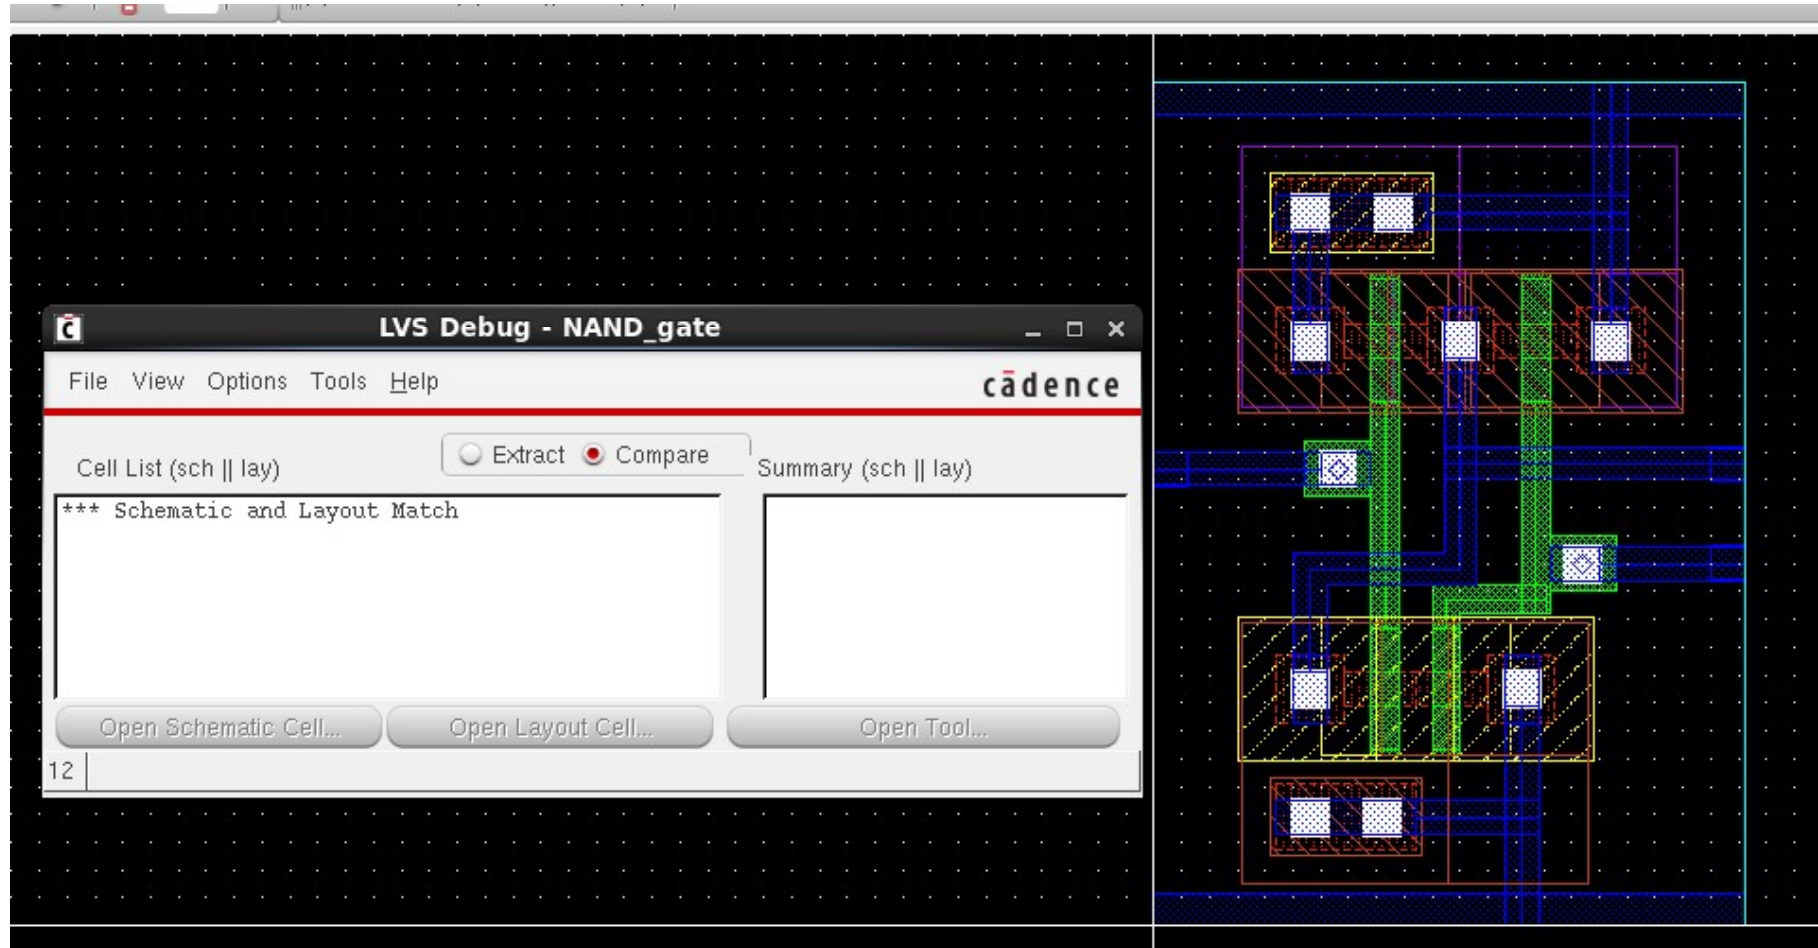 LVS Debug - NAND_gate
File View Options Tools Help
cādence
Extract Compare
Cell List (sch || lay)
Summary (sch || lay)
*** Schematic and Layout Match
Open Schematic Cell...
Open Layout Cell...
Open Tool...
12